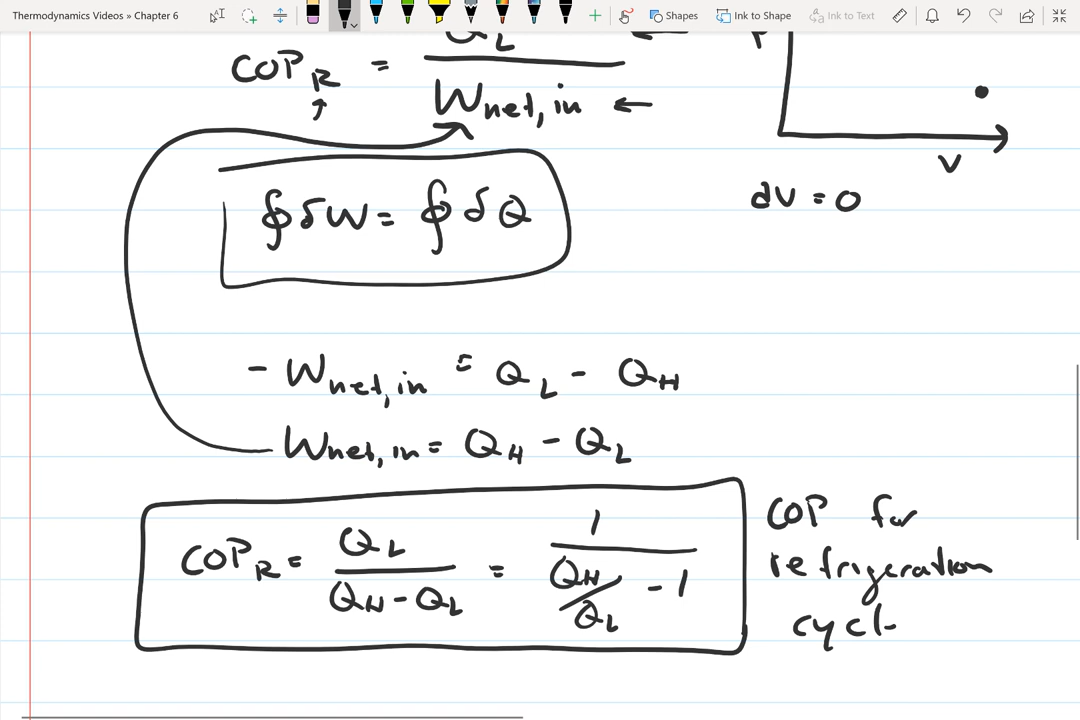 Thermodynamics Videos » Chapter 6
Shapes
Ink to Shape
Ink to Text
COP_R = Q_L / W_net,in ←
↑
P
V
dV = 0
∮ δW = ∮ δQ
- W_net,in = Q_L - Q_H
W_net,in = Q_H - Q_L
COP_R = Q_L / (Q_H - Q_L) = 1 / (Q_H/Q_L - 1)
COP for
refrigeration
cycl